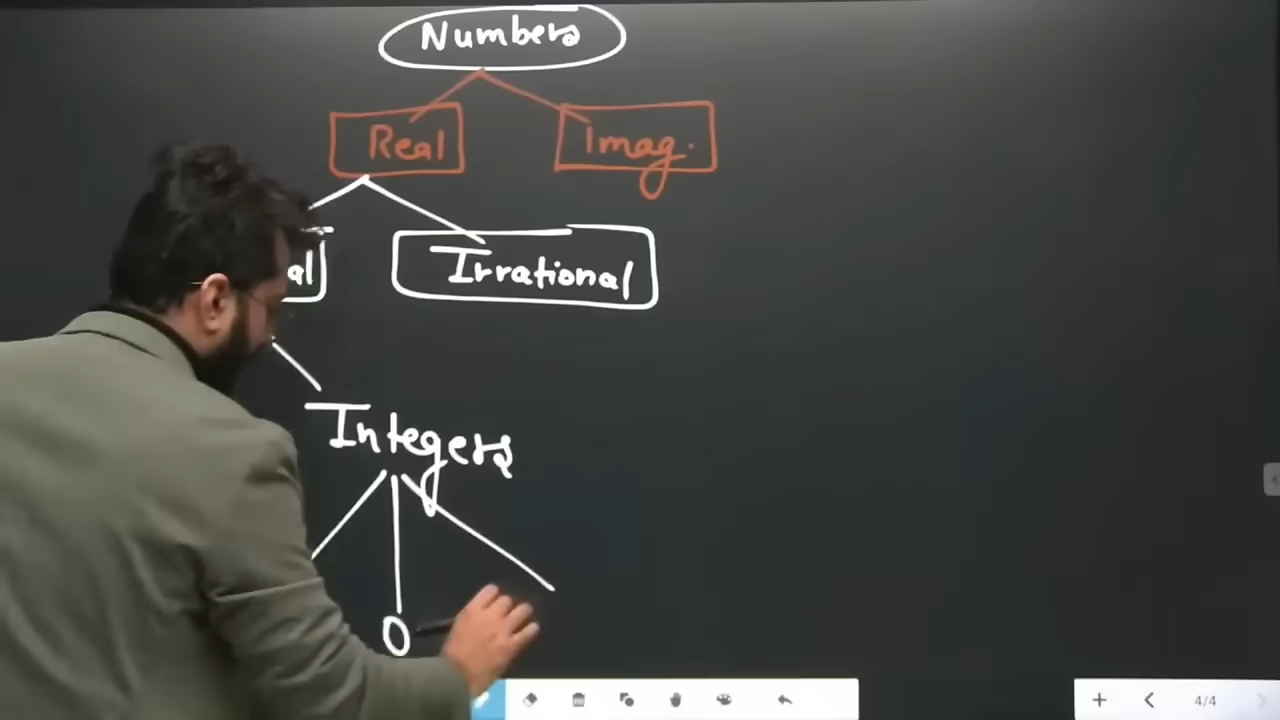 Numbers
Real Imag.
al Irrational
Integers
0
4/4